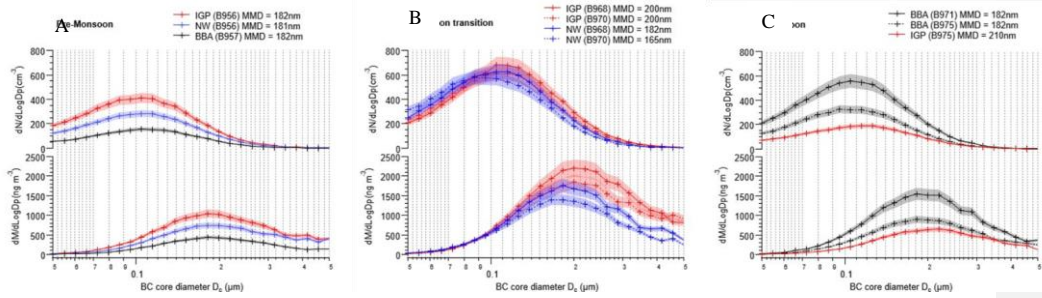 A
-Monsoon
IGP (B956) MMD = 182nm
NW (B956) MMD = 181nm
BBA (B957) MMD = 182nm
800
600
400
200
0
dN/dLogDp(cm-3)
2500
2000
1500
1000
500
0
dM/dLogDp(ng m-3)
5 6 7 8 9 0.1 2 3 4 5
BC core diameter Dc (µm)
B
on transition
IGP (B968) MMD = 200nm
IGP (B970) MMD = 200nm
NW (B968) MMD = 182nm
NW (B970) MMD = 165nm
800
600
400
200
0
dN/dLogDp(cm-3)
2500
2000
1500
1000
500
0
dM/dLogDp(ng m-3)
5 6 7 8 9 0.1 2 3 4 5
BC core diameter Dc (µm)
C
oon
BBA (B971) MMD = 182nm
BBA (B975) MMD = 182nm
IGP (B975) MMD = 210nm
800
600
400
200
0
dN/dLogDp(cm-3)
2500
2000
1500
1000
500
0
dM/dLogDp(ng m-3)
5 6 7 8 9 0.1 2 3 4 5
BC core diameter Dc (µm)